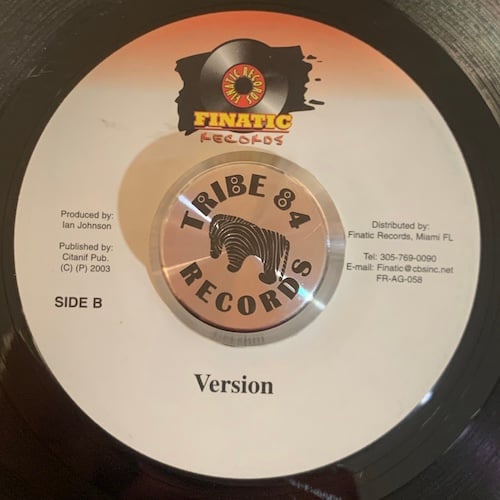 FINATIC RECORDS
FINATIC
RECORDS
TRIBE 84
RECORDS
Produced by:
Ian Johnson
Published by:
Citanif Pub.
(C) (P) 2003
SIDE B
Distributed by:
Finatic Records, Miami FL
Tel: 305-769-0090
E-mail: Finatic@cbsinc.net
FR-AG-058
Version